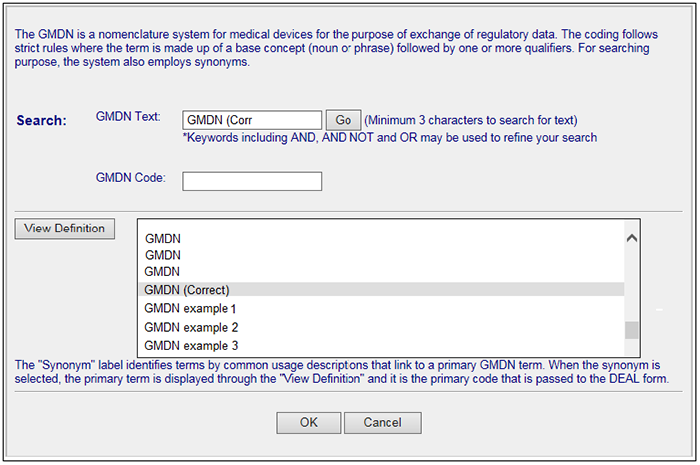 The GMDN is a nomenclature system for medical devices for the purpose of exchange of regulatory data. The coding follows
strict rules where the term is made up of a base concept (noun or phrase) followed by one or more qualifiers. For searching
purpose, the system also employs synonyms.
Search: GMDN Text: GMDN (Corr Go (Minimum 3 characters to search for text)
*Keywords including AND, AND NOT and OR may be used to refine your search
GMDN Code:
View Definition
GMDN
GMDN
GMDN
GMDN (Correct)
GMDN example 1
GMDN example 2
GMDN example 3
The "Synonym" label identifies terms by common usage descriptons that link to a primary GMDN term. When the synonym is
selected, the primary term is displayed through the "View Definition" and it is the primary code that is passed to the DEAL form.
OK Cancel